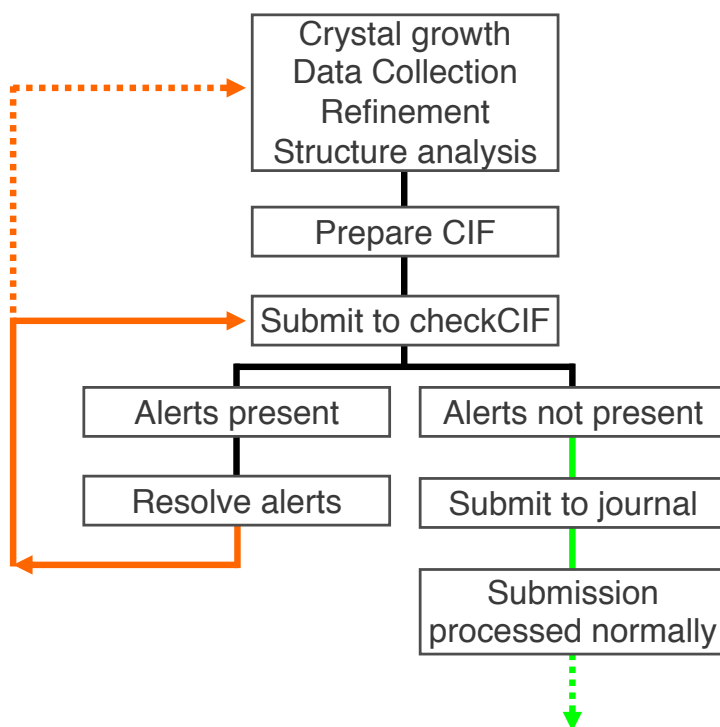 Crystal growth
Data Collection
Refinement
Structure analysis
Prepare CIF
Submit to checkCIF
Alerts present
Alerts not present
Resolve alerts
Submit to journal
Submission
processed normally